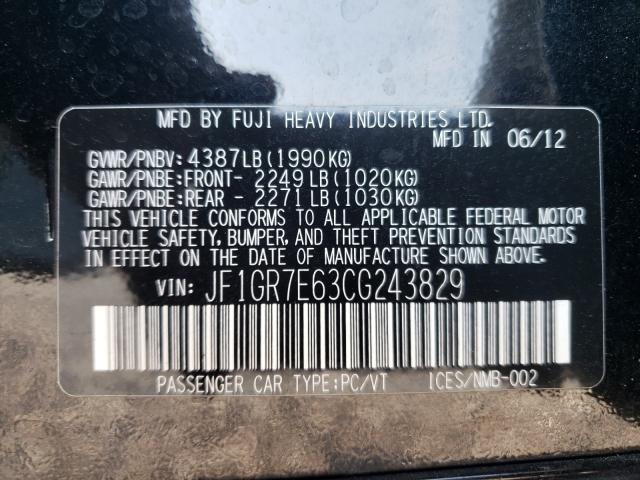 MFD BY FUJI HEAVY INDUSTRIES LTD.
MFD IN 06/12
GVWR/PNBV: 4387LB(1990KG)
GAWR/PNBE:FRONT- 2249LB(1020KG)
GAWR/PNBE:REAR - 2271LB(1030KG)
THIS VEHICLE CONFORMS TO ALL APPLICABLE FEDERAL MOTOR
VEHICLE SAFETY, BUMPER, AND THEFT PREVENTION STANDARDS
IN EFFECT ON THE DATE OF MANUFACTURE SHOWN ABOVE.
VIN: JF1GR7E63CG243829
PASSENGER CAR TYPE:PC/VT ICES/NMB-002